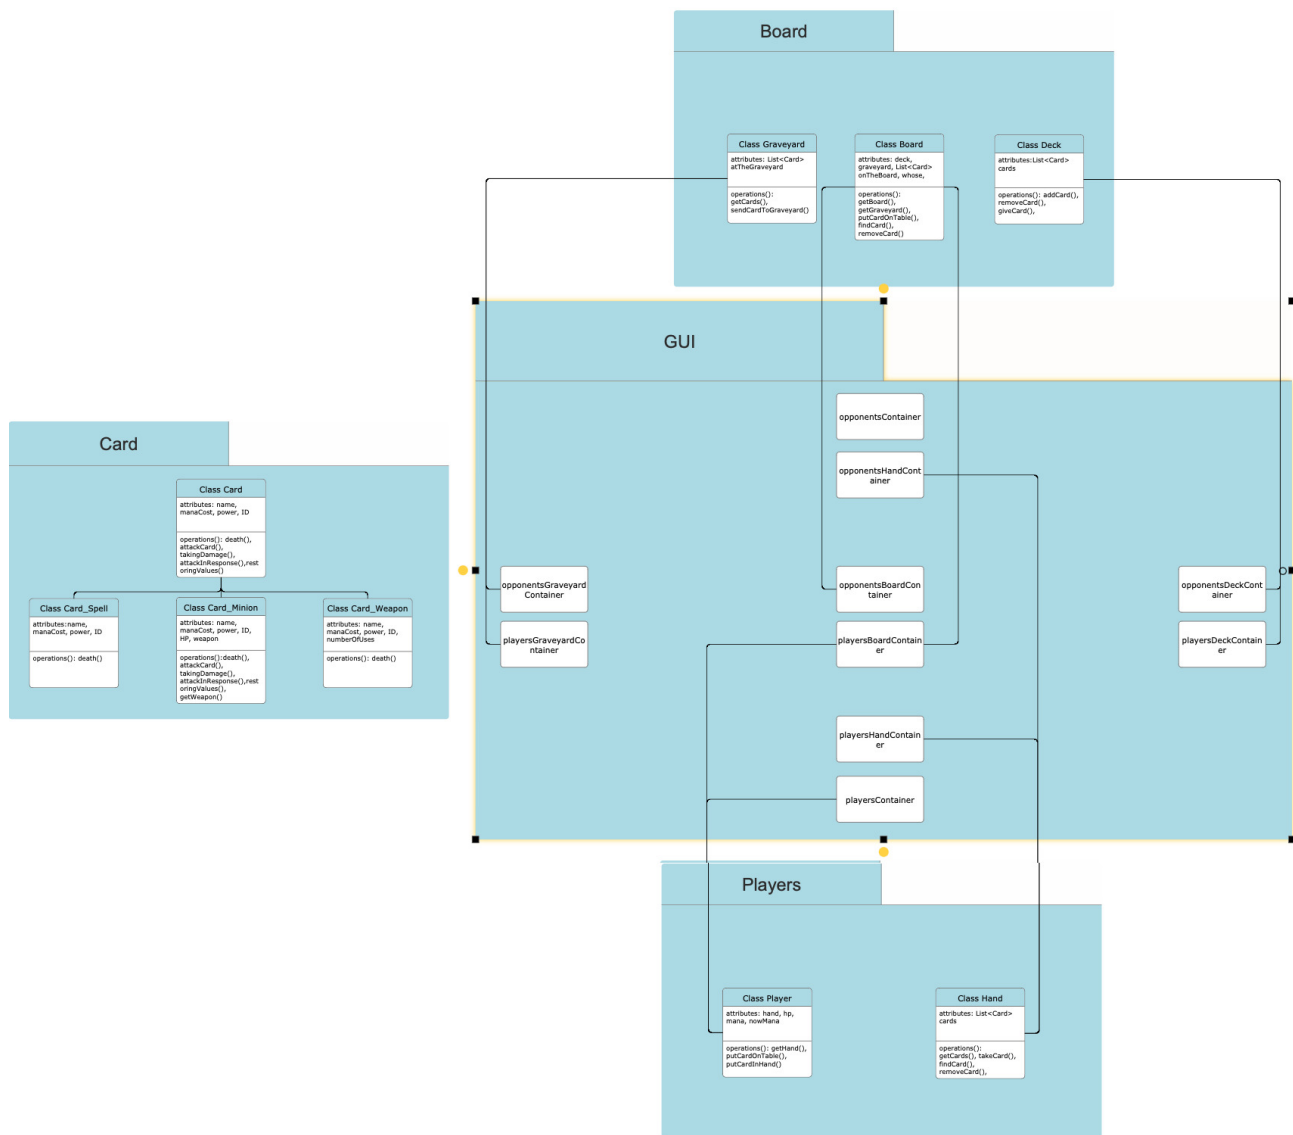 Board
Class Graveyard
attributes: List<Card>
atTheGraveyard
operations():
getCards(),
sendCardToGraveyard()
Class Board
attributes: deck,
graveyard, List<Card>
onTheBoard, whose,
operations():
getBoard(),
getGraveyard(),
putCardOnTable(),
findCard(),
removeCard()
Class Deck
attributes:List<Card>
cards
operations(): addCard(),
removeCard(),
giveCard(),
GUI
opponentsContainer
opponentsHandCont
ainer
opponentsGraveyard
Container
opponentsBoardCon
tainer
opponentsDeckCont
ainer
playersGraveyardCo
ntainer
playersBoardContain
er
playersDeckContaine
r
playersHandContain
er
playersContainer
Card
Class Card
attributes: name,
manaCost, power, ID
operations(): death(),
attackCard(),
takingDamage(),
attackInResponse(),rest
oringValues()
Class Card_Spell
attributes:name,
manaCost, power, ID
operations(): death()
Class Card_Minion
attributes: name,
manaCost, power, ID,
HP, weapon
operations():death(),
attackCard(),
takingDamage(),
attackInResponse(),rest
oringValues(),
getWeapon()
Class Card_Weapon
attributes: name,
manaCost, power, ID,
numberOfUses
operations(): death()
Players
Class Player
attributes: hand, hp,
mana, nowMana
operations(): getHand(),
putCardOnTable(),
putCardInHand()
Class Hand
attributes: List<Card>
cards
operations():
getCards(), takeCard(),
findCard(),
removeCard(),